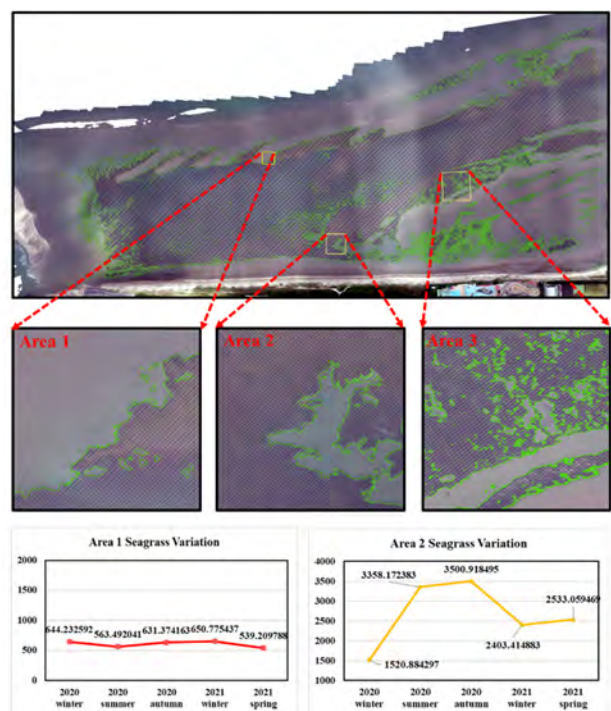 Area 1
Area 2
Area 3
Area 1 Seagrass Variation
2000
1500
1000
500
0
644.232592
563.492041
631.374163
650.775437
539.209788
2020 winter
2020 summer
2020 autumn
2021 winter
2021 spring
Area 2 Seagrass Variation
4000
3500
3000
2500
2000
1500
1000
3358.172383
3500.918495
2533.059469
2403.414883
1520.884297
2020 winter
2020 summer
2020 autumn
2021 winter
2021 spring